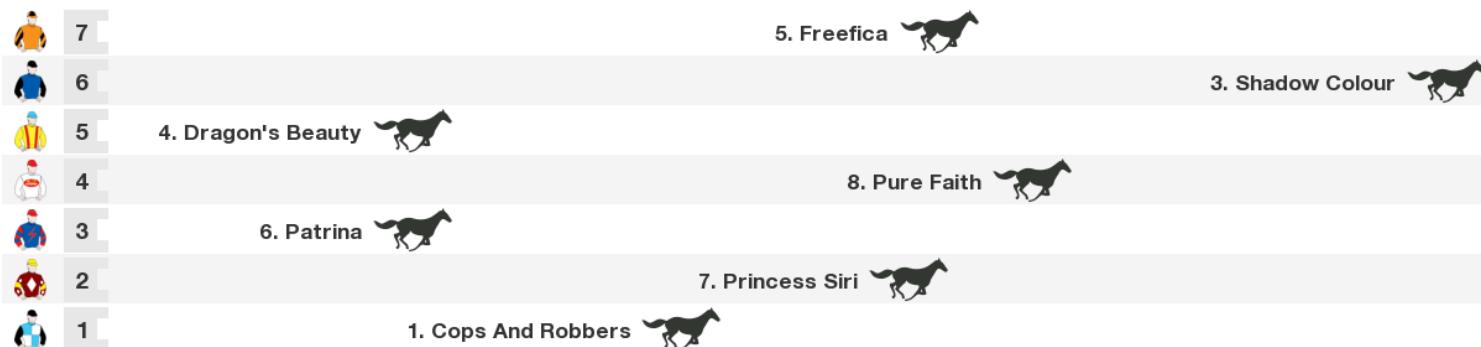 7 5. Freefica
6 3. Shadow Colour
5 4. Dragon's Beauty
4 8. Pure Faith
3 6. Patrina
2 7. Princess Siri
1 1. Cops And Robbers